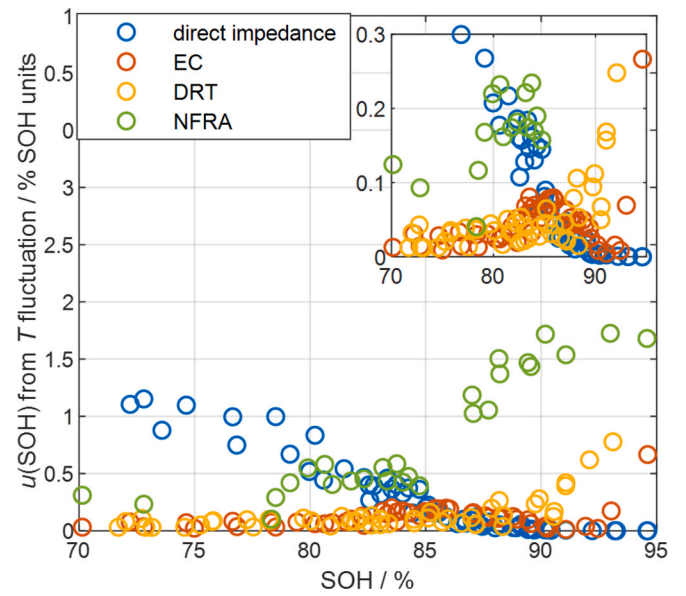 1
0.5
0
3
2.5
2
1.5
1
0.5
0
70 75 80 85 90 95
SOH / %
u(SOH) from T fluctuation / % SOH units
direct impedance
EC
DRT
NFRA
0.3
0.2
0.1
0
70 80 90